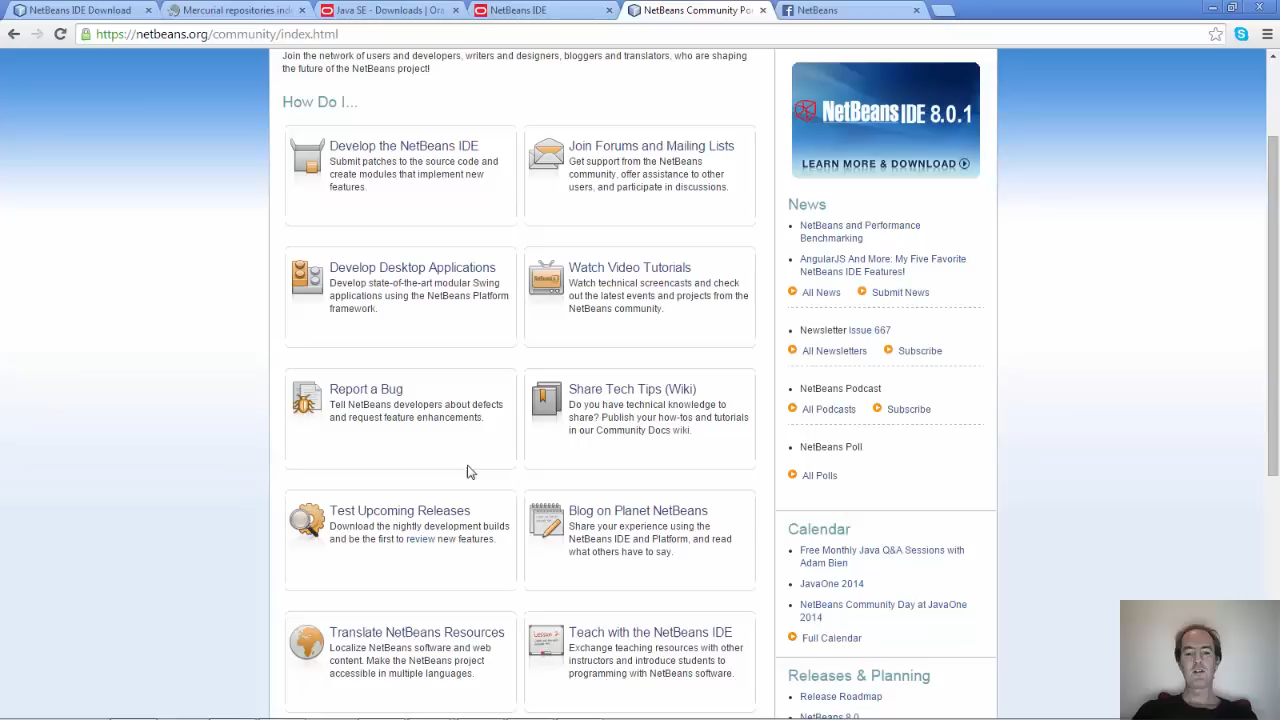 NetBeans IDE Download
Mercurial repositories ind
Java SE - Downloads | Ora
NetBeans IDE
NetBeans Community Por
NetBeans
https://netbeans.org/community/index.html
Join the network of users and developers, writers and designers, bloggers and translators, who are shaping
the future of the NetBeans project!
How Do I...
Develop the NetBeans IDE
Submit patches to the source code and
create modules that implement new
features.
Join Forums and Mailing Lists
Get support from the NetBeans
community, offer assistance to other
users, and participate in discussions.
Develop Desktop Applications
Develop state-of-the-art modular Swing
applications using the NetBeans Platform
framework.
Watch Video Tutorials
Watch technical screencasts and check
out the latest events and projects from the
NetBeans community.
Report a Bug
Tell NetBeans developers about defects
and request feature enhancements.
Share Tech Tips (Wiki)
Do you have technical knowledge to
share? Publish your how-tos and tutorials
in our Community Docs wiki.
Test Upcoming Releases
Download the nightly development builds
and be the first to review new features.
Blog on Planet NetBeans
Share your experience using the
NetBeans IDE and Platform, and read
what others have to say.
Translate NetBeans Resources
Localize NetBeans software and web
content. Make the NetBeans project
accessible in multiple languages.
Teach with the NetBeans IDE
Exchange teaching resources with other
instructors and introduce students to
programming with NetBeans software.
NetBeans IDE 8.0.1
LEARN MORE & DOWNLOAD
News
NetBeans and Performance
Benchmarking
AngularJS And More: My Five Favorite
NetBeans IDE Features!
All News Submit News
Newsletter Issue 667
All Newsletters Subscribe
NetBeans Podcast
All Podcasts Subscribe
NetBeans Poll
All Polls
Calendar
Free Monthly Java Q&A Sessions with
Adam Bien
JavaOne 2014
NetBeans Community Day at JavaOne
2014
Full Calendar
Releases & Planning
Release Roadmap
NetBeans 8.0